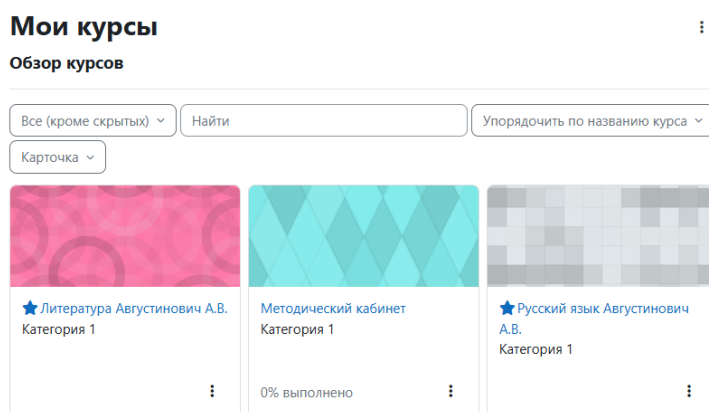 Мои курсы
Обзор курсов
Все (кроме скрытых)
Найти
Упорядочить по названию курса
Карточка
Литература Августинович А.В.
Категория 1
Методический кабинет
Категория 1
0% выполнено
Русский язык Августинович
А.В.
Категория 1